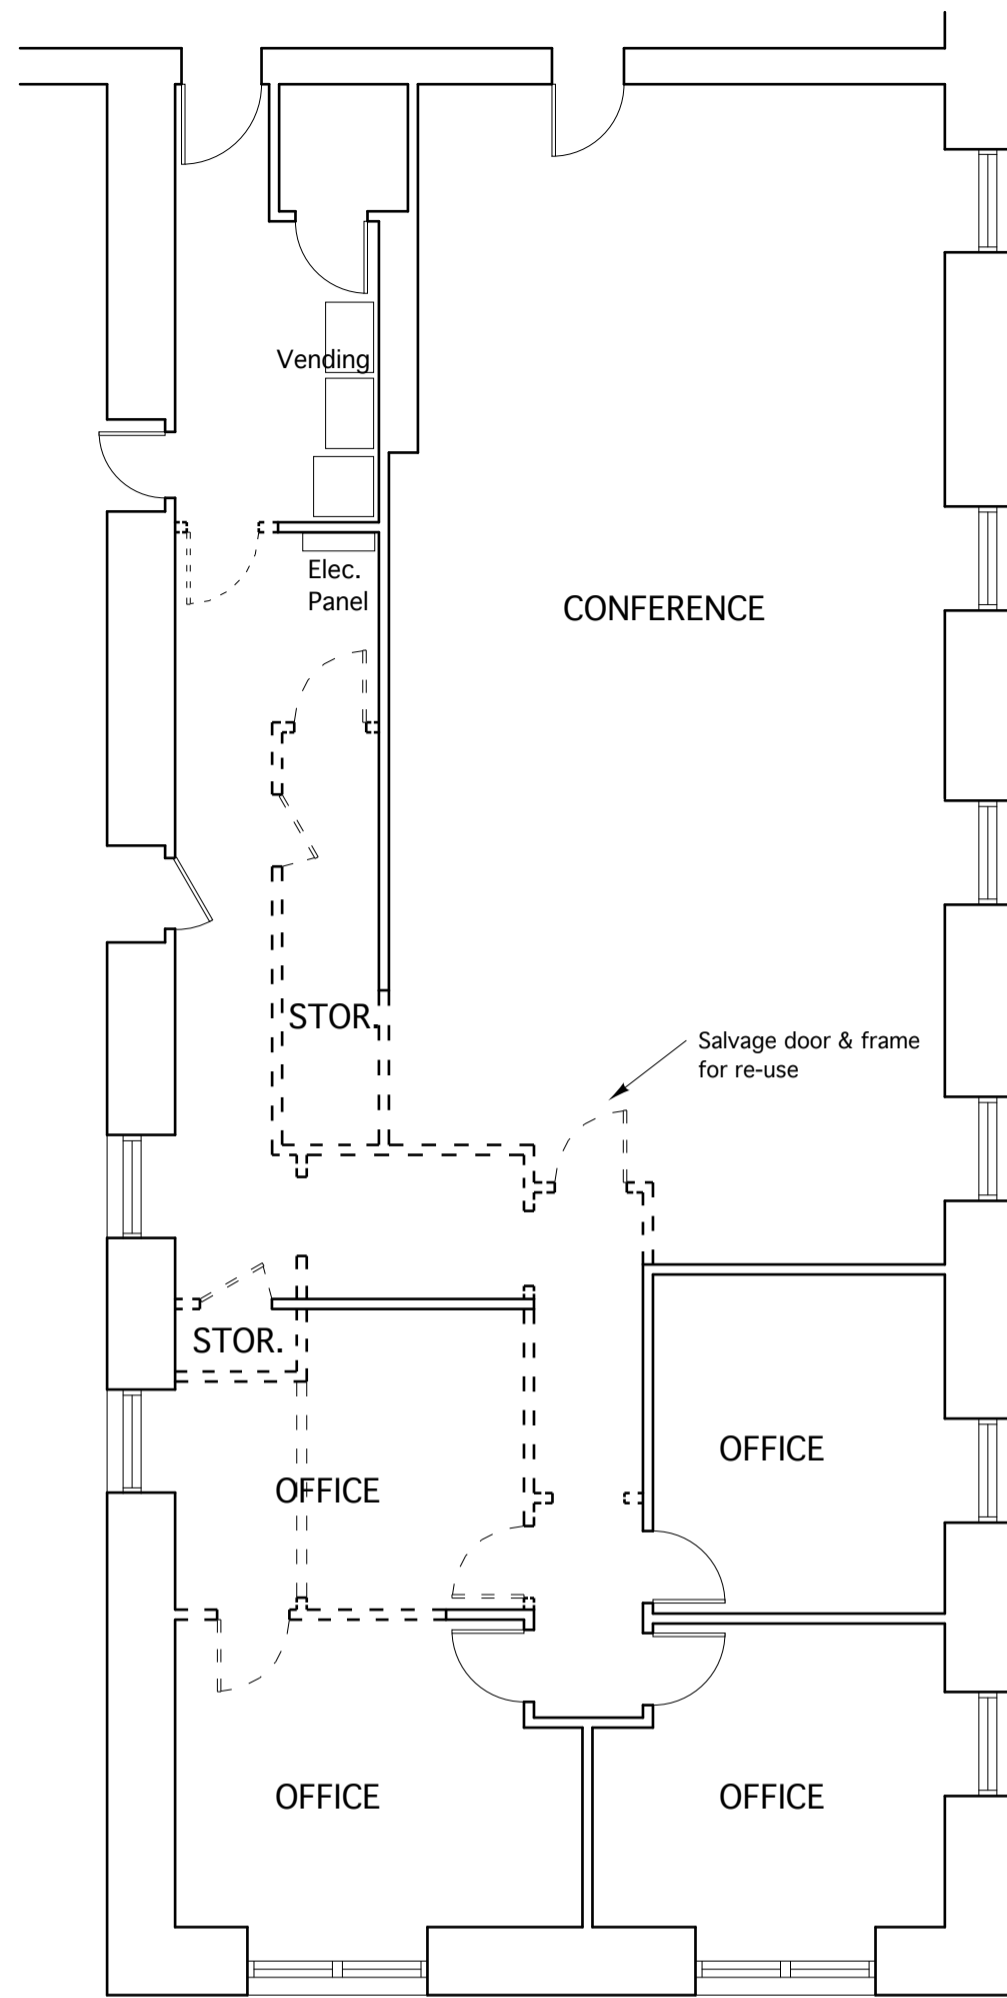 Vending
Elec.
Panel
CONFERENCE
STOR.
Salvage door & frame
for re-use
STOR.
OFFICE
OFFICE
OFFICE
OFFICE